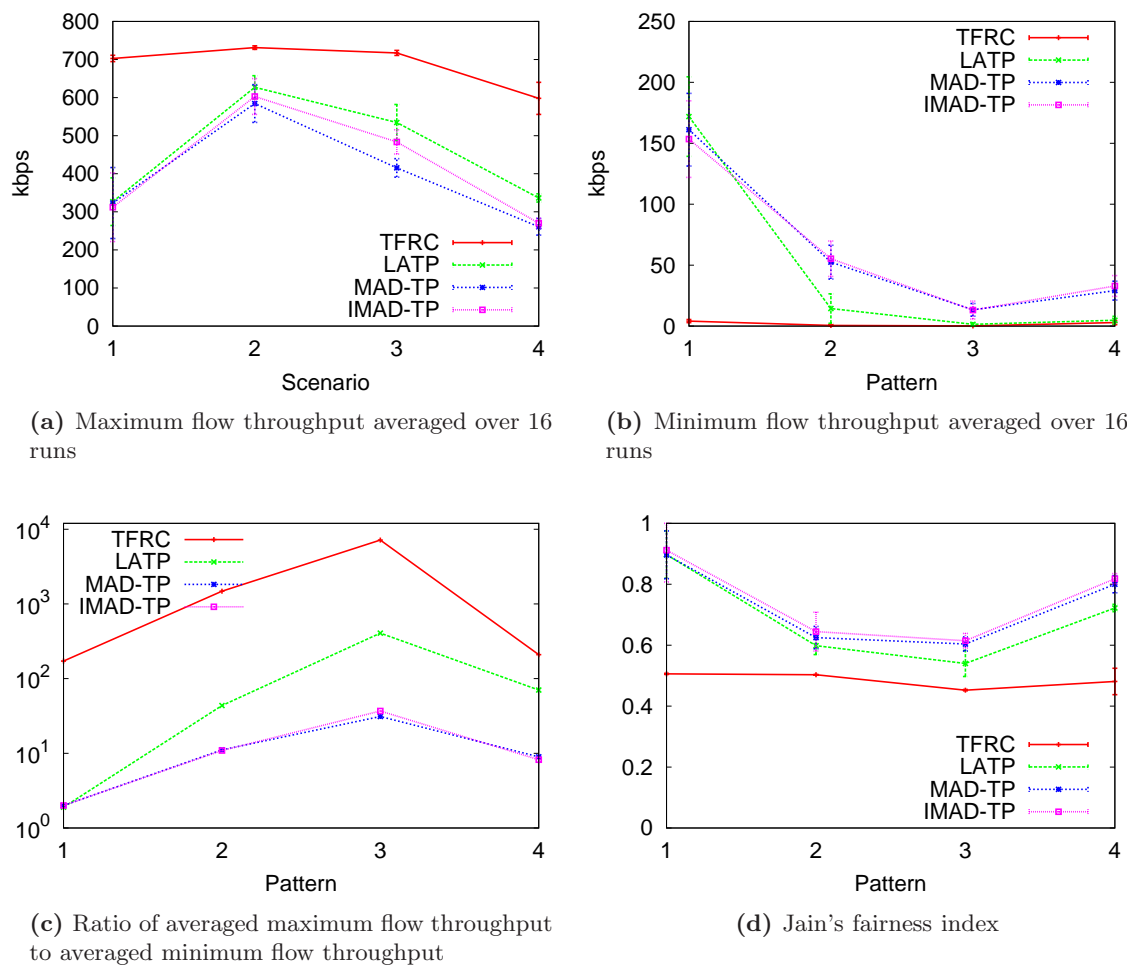 800
700
600
500
400
300
200
100
0
kbps
TFRC
LATP
MAD-TP
IMAD-TP
1 2 3 4
Scenario
(a) Maximum flow throughput averaged over 16
runs
250
200
150
100
50
0
kbps
TFRC
LATP
MAD-TP
IMAD-TP
1 2 3 4
Pattern
(b) Minimum flow throughput averaged over 16
runs
10^4
10^3
10^2
10^1
10^0
TFRC
LATP
MAD-TP
IMAD-TP
1 2 3 4
Pattern
(c) Ratio of averaged maximum flow throughput
to averaged minimum flow throughput
1
0.8
0.6
0.4
0.2
0
TFRC
LATP
MAD-TP
IMAD-TP
1 2 3 4
Pattern
(d) Jain's fairness index